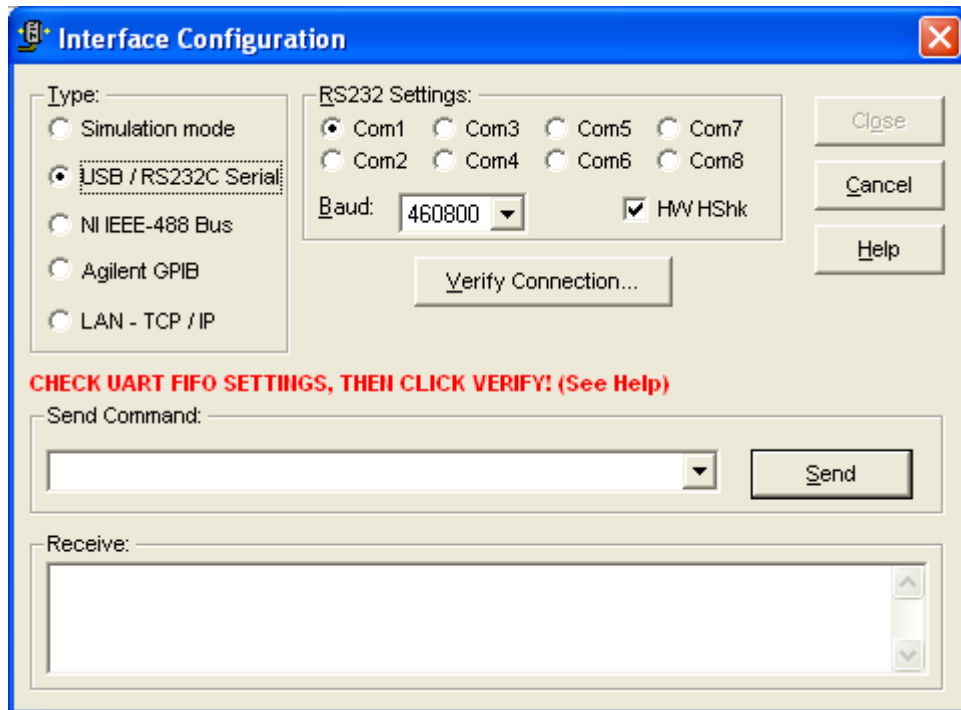 Interface Configuration
Type:
Simulation mode
USB / RS232C Serial
NI IEEE-488 Bus
Agilent GPIB
LAN - TCP / IP
RS232 Settings:
Com1 Com3 Com5 Com7
Com2 Com4 Com6 Com8
Baud: 460800 HW HShk
Verify Connection...
Close
Cancel
Help
CHECK UART FIFO SETTINGS, THEN CLICK VERIFY! (See Help)
Send Command:
Send
Receive: